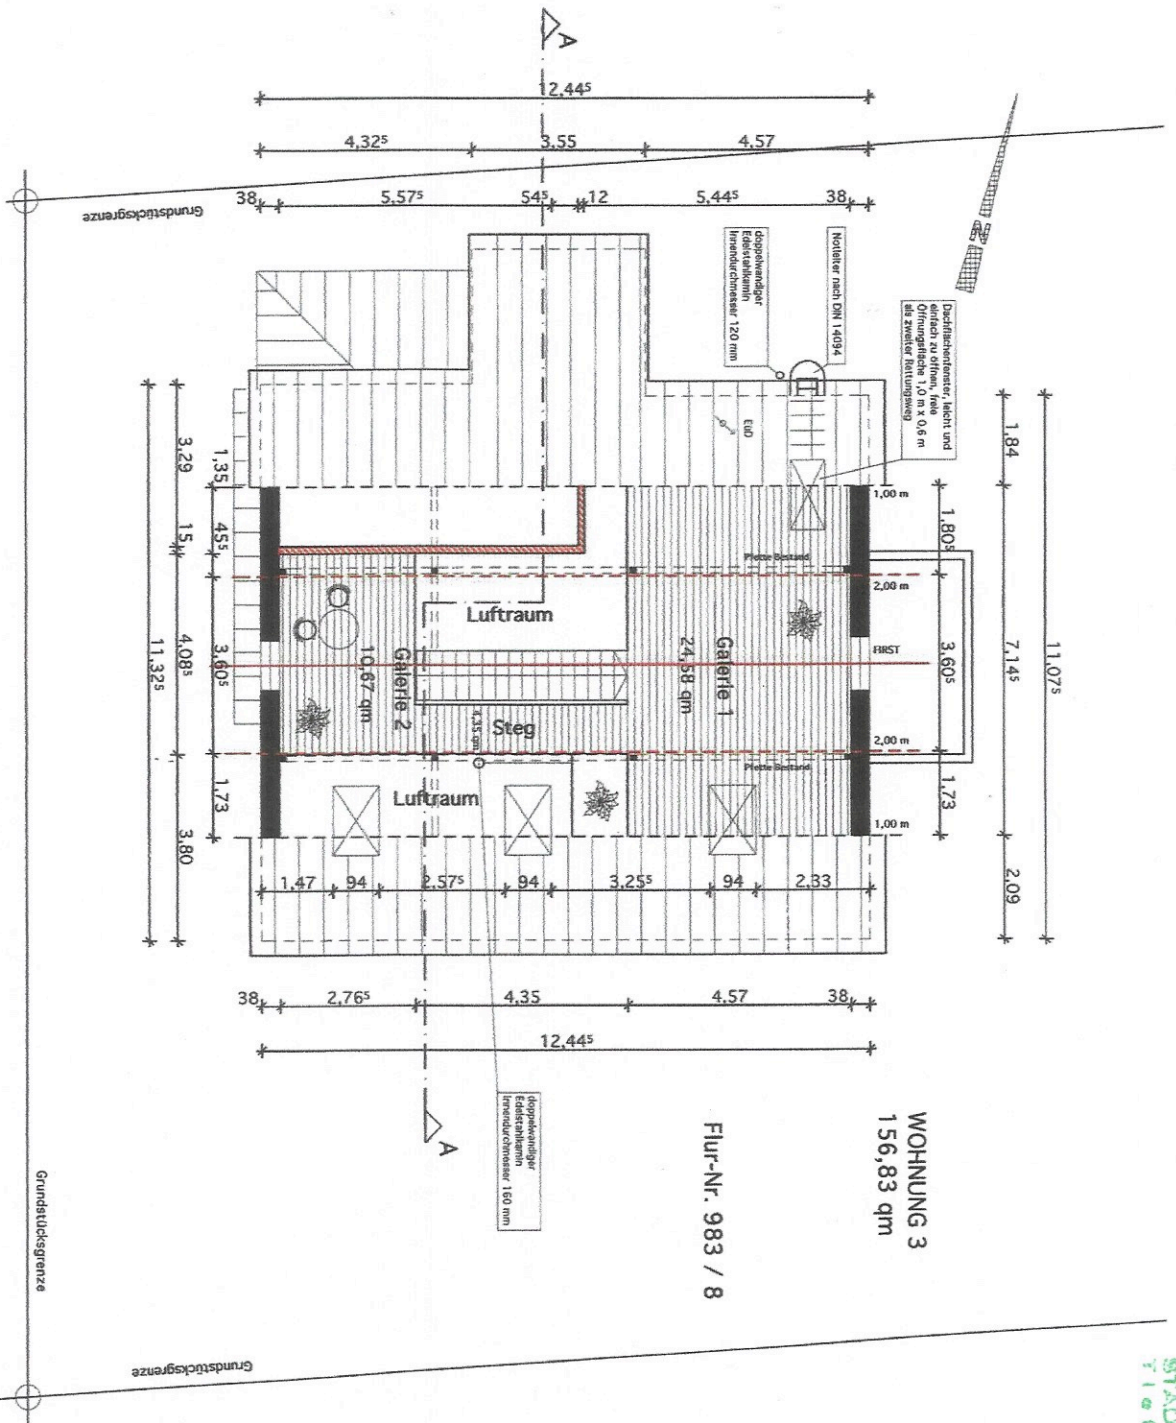 A
12,44⁵
4,32⁵
3,55
4,57
38
5,57⁵
54⁵
12
5,44⁵
38
Grundstücksgrenze
N
Notleiter nach DIN 14094
doppelwandiger
Edelstahlkamin
Innendurchmesser 120 mm
Dachflächenfenster, leicht und
einfach zu öffnen, freie
Öffnungsfläche 1,0 m x 0,6 m
als zweiter Rettungsweg
EüD
1,84
7,14⁵
2,09
11,07⁵
1,80⁵
3,60⁵
1,73
1,00 m
2,00 m
FIRST
2,00 m
1,00 m
Pfette Bestand
Pfette Bestand
Luftraum
Galerie 1
24,58 qm
Galerie 2
10,67 qm
Steg
4,35 qm
Luftraum
1,35
45⁵
3,60⁵
1,73
3,29
15
4,08⁵
3,80
11,32⁵
1,47
94
2,57⁵
94
3,25⁵
94
2,33
38
2,76⁵
4,35
4,57
38
12,44⁵
A
doppelwandiger
Edelstahlkamin
Innendurchmesser 160 mm
WOHNUNG 3
156,83 qm
Flur-Nr. 983 / 8
Grundstücksgrenze
Grundstücksgrenze